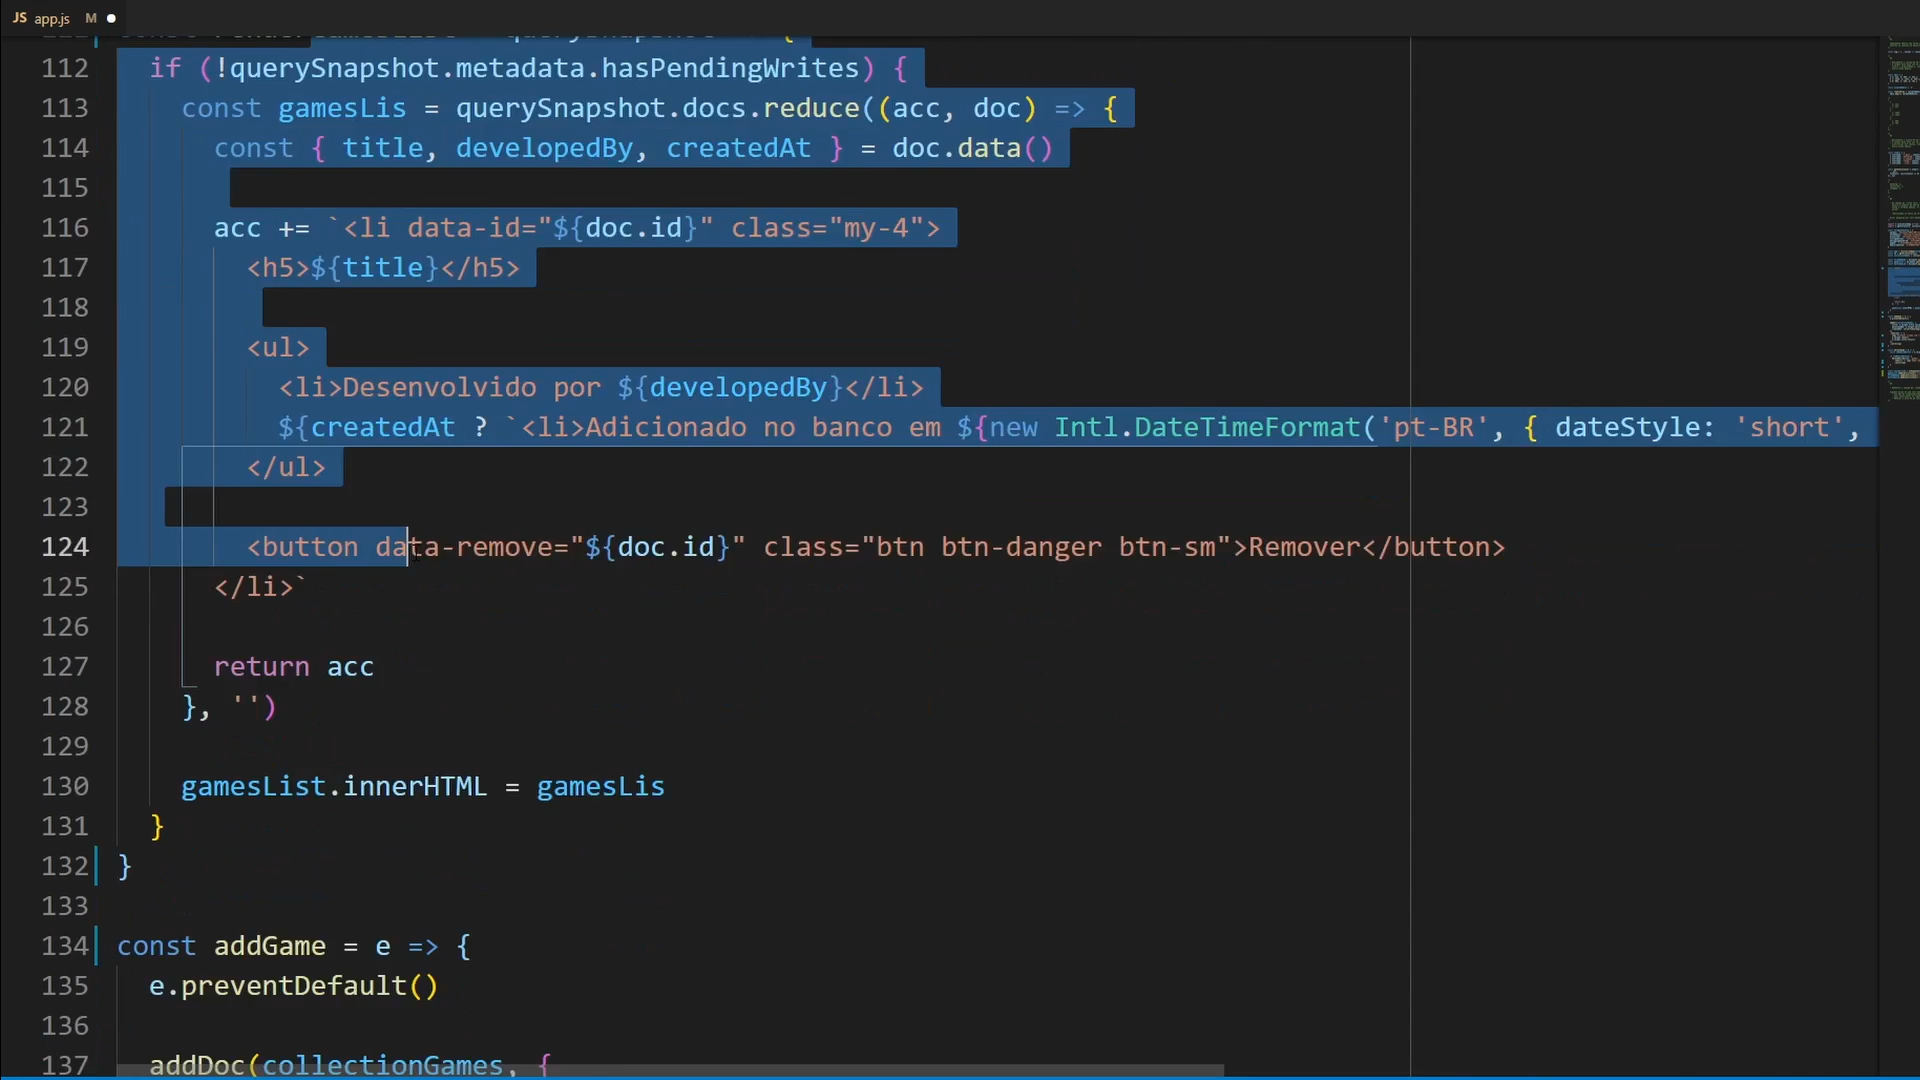 JS app.js M
112 if (!querySnapshot.metadata.hasPendingWrites) {
113 const gamesLis = querySnapshot.docs.reduce((acc, doc) => {
114 const { title, developedBy, createdAt } = doc.data()
115
116 acc += `<li data-id="${doc.id}" class="my-4">
117 <h5>${title}</h5>
118
119 <ul>
120 <li>Desenvolvido por ${developedBy}</li>
121 ${createdAt ? `<li>Adicionado no banco em ${new Intl.DateTimeFormat('pt-BR', { dateStyle: 'short',
122 </ul>
123
124 <button data-remove="${doc.id}" class="btn btn-danger btn-sm">Remover</button>
125 </li>`
126
127 return acc
128 }, '')
129
130 gamesList.innerHTML = gamesLis
131 }
132 }
133
134 const addGame = e => {
135 e.preventDefault()
136
137 addDoc(collectionGames, {